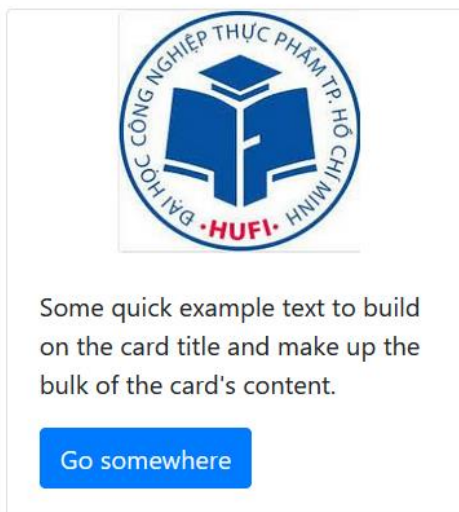 ĐẠI HỌC CÔNG NGHIỆP THỰC PHẨM TP. HỒ CHÍ MINH
·HUFI·
Some quick example text to build
on the card title and make up the
bulk of the card's content.
Go somewhere